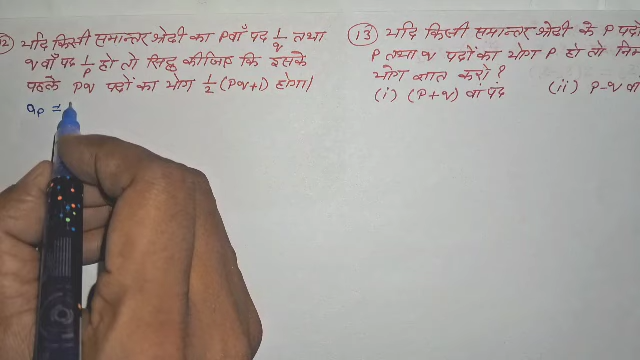 12) यदि किसी समान्तर श्रेढी का Pवाँ पद 1/q तथा
q वाँ पद 1/P हो तो सिद्ध कीजिए कि इसके
पहले Pq पदों का योग 1/2 (Pq+1) होगा।
aₚ =
13) यदि किसी समान्तर श्रेढी के P पदों
P तथा q पदों का योग P हो तो निम
योग ज्ञात करो?
(i) (P+q) वां पद (ii) P-q वा